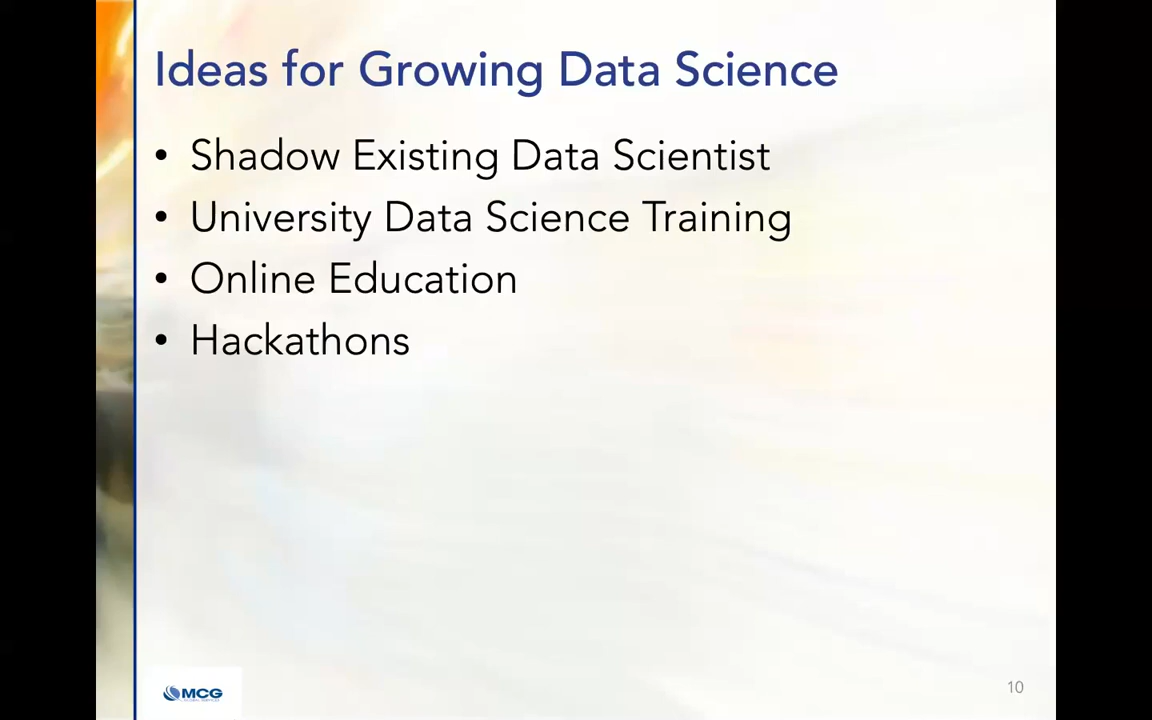 Ideas for Growing Data Science
• Shadow Existing Data Scientist
• University Data Science Training
• Online Education
• Hackathons
MCG
10